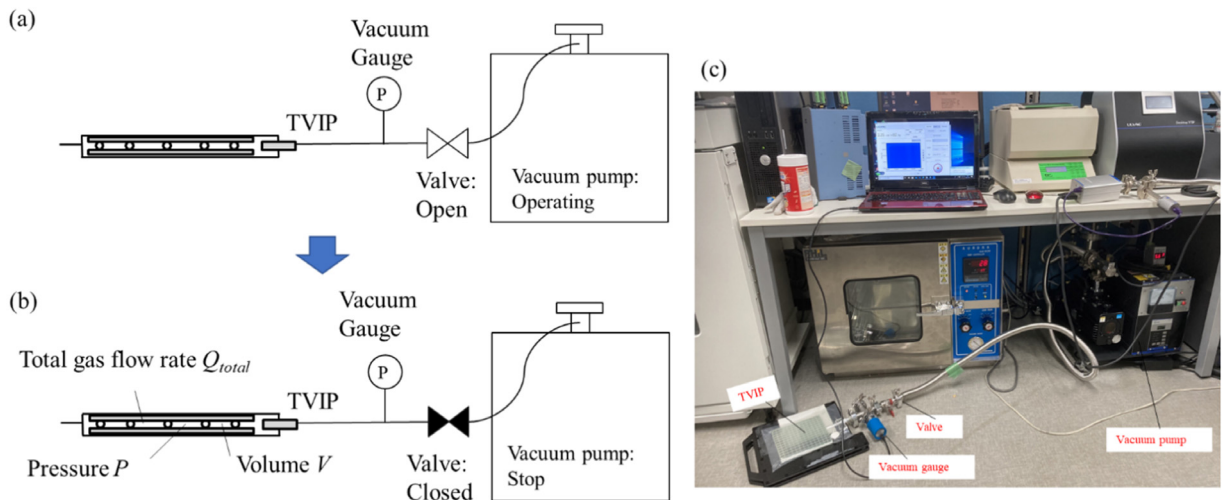 (a)
Vacuum
Gauge
P
TVIP
Valve:
Open
Vacuum pump:
Operating
(b)
Vacuum
Gauge
P
Total gas flow rate Qtotal
TVIP
Pressure P
Volume V
Valve:
Closed
Vacuum pump:
Stop
(c)
TVIP
Valve
Vacuum gauge
Vacuum pump